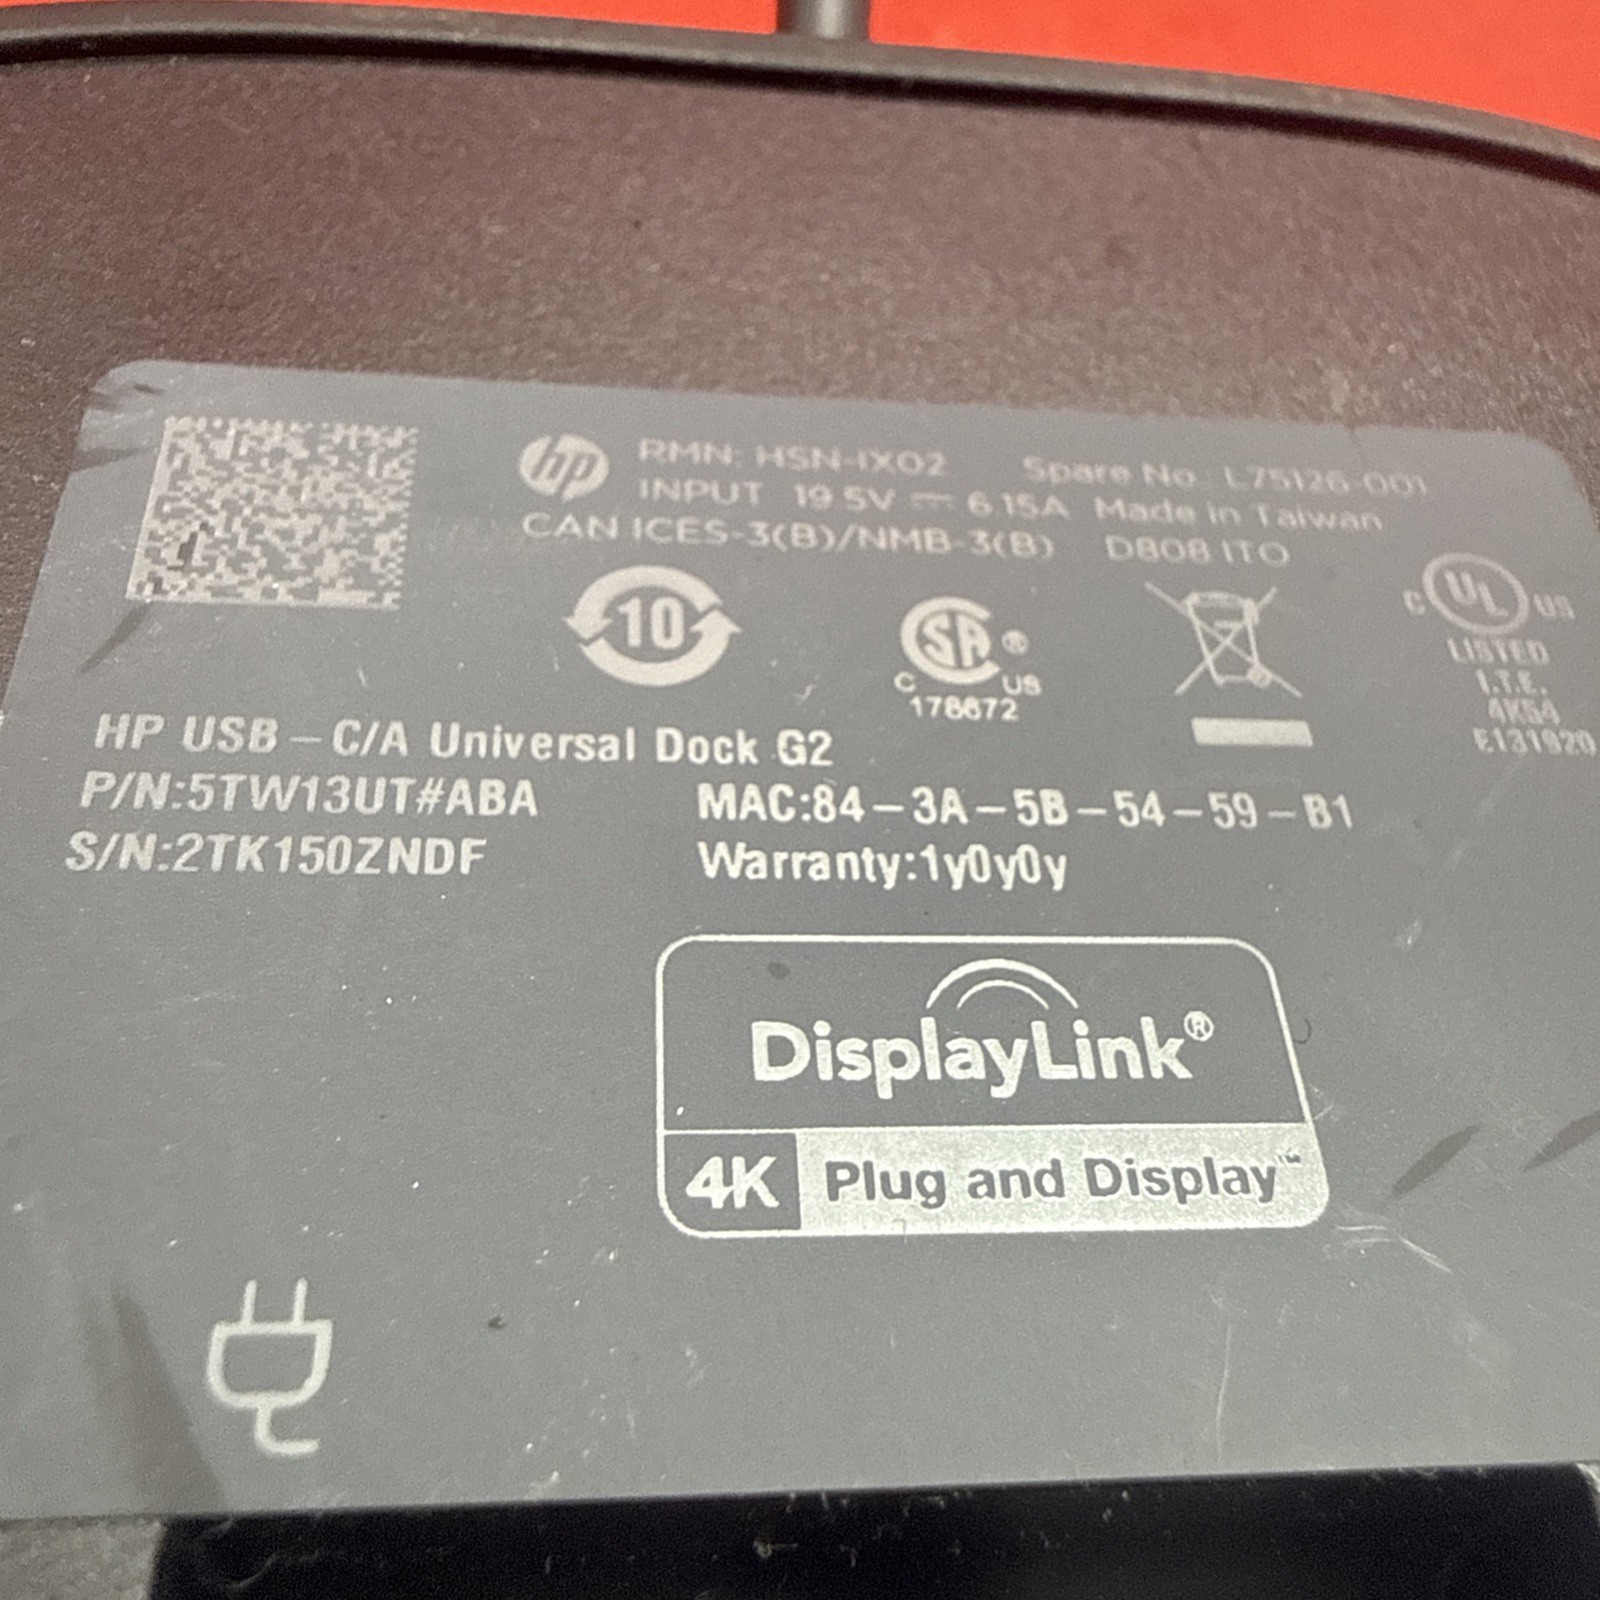 hp RMN: HSN-IX02 Spare No.: L75126-001
INPUT 19.5V ⎓ 6.15A Made in Taiwan
CAN ICES-3(B)/NMB-3(B) D808 ITO
10
SA ®
C US
178672
C UL US
LISTED
I.T.E.
4K54
E131920
HP USB-C/A Universal Dock G2
P/N:5TW13UT#ABA MAC:84-3A-5B-54-59-B1
S/N:2TK150ZNDF Warranty:1y0y0y
DisplayLink®
4K Plug and Display™